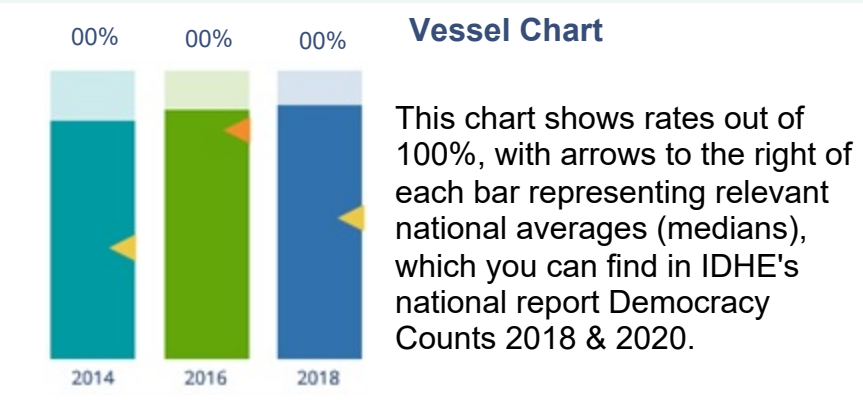 00% 00% 00%
2014 2016 2018
Vessel Chart
This chart shows rates out of
100%, with arrows to the right of
each bar representing relevant
national averages (medians),
which you can find in IDHE's
national report Democracy
Counts 2018 & 2020.